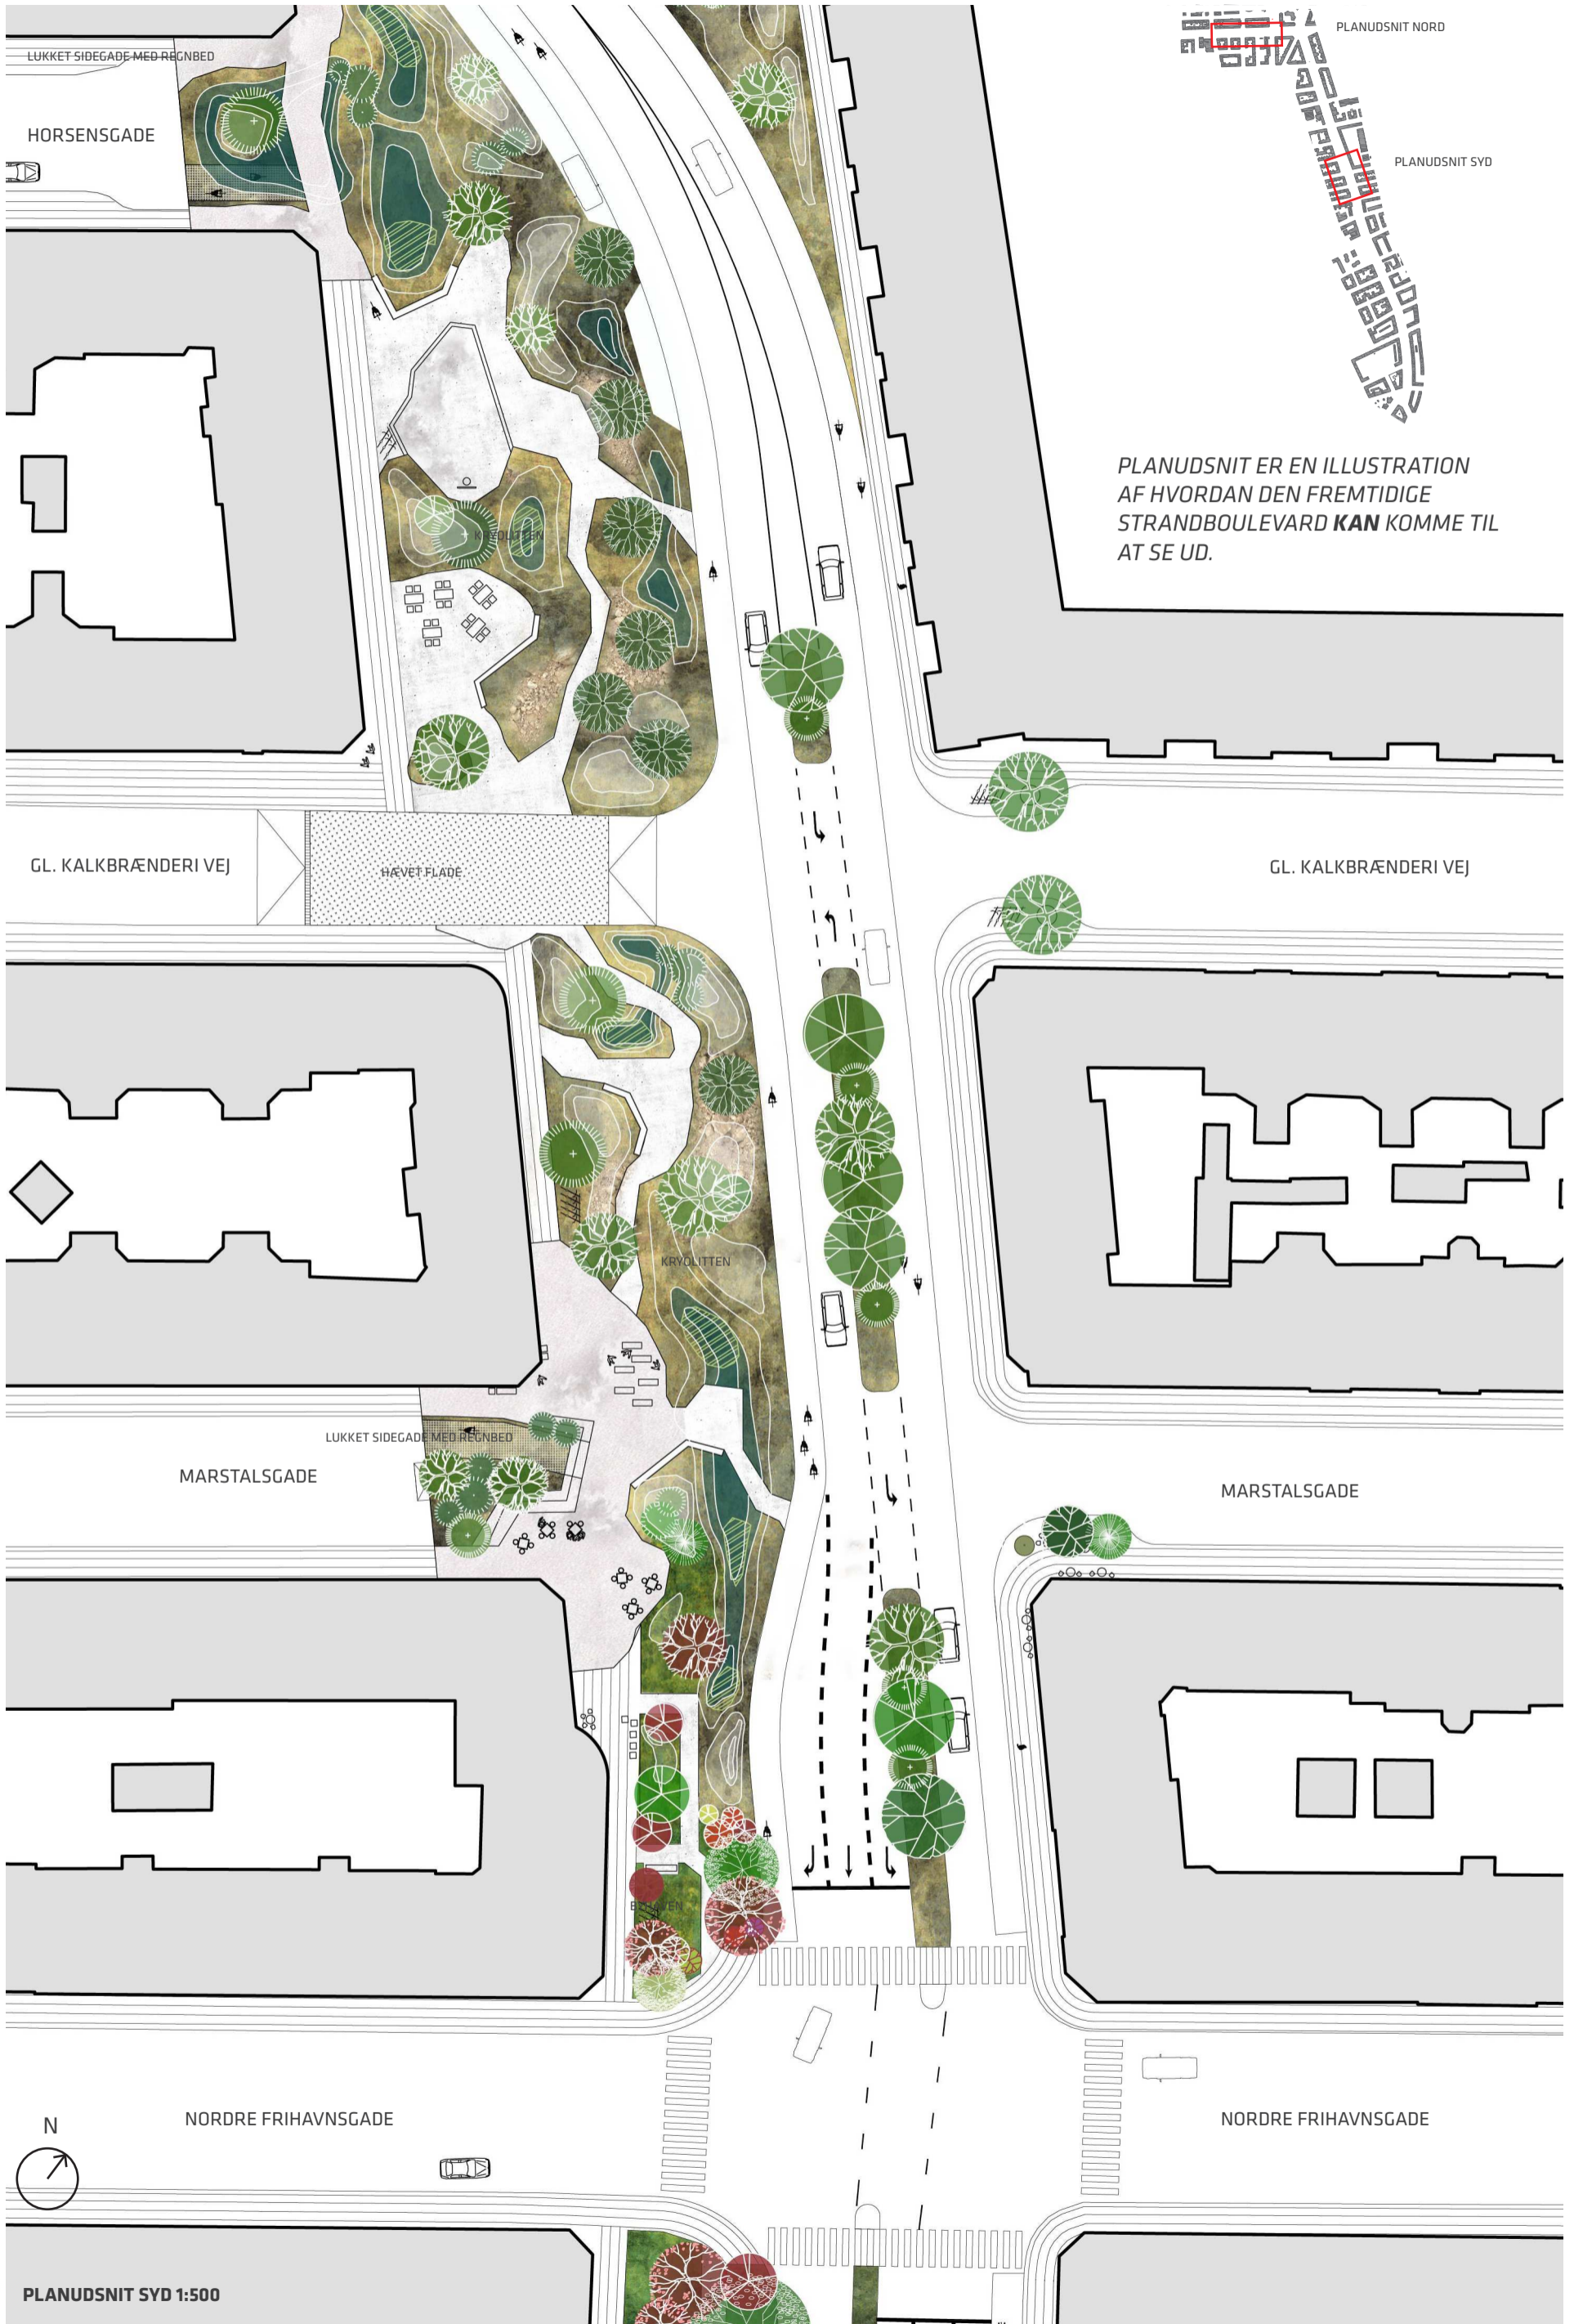 PLANUDSNIT NORD
LUKKET SIDEGADE MED REGNBED
HORSENSGADE
PLANUDSNIT SYD
PLANUDSNIT ER EN ILLUSTRATION
AF HVORDAN DEN FREMTIDIGE
STRANDBOULEVARD KAN KOMME TIL
AT SE UD.
KRYOLITTEN
GL. KALKBRÆNDERI VEJ
HÆVET FLADE
GL. KALKBRÆNDERI VEJ
KRYOLITTEN
LUKKET SIDEGADE MED REGNBED
MARSTALSGADE
MARSTALSGADE
N
NORDRE FRIHAVNSGADE
NORDRE FRIHAVNSGADE
PLANUDSNIT SYD 1:500